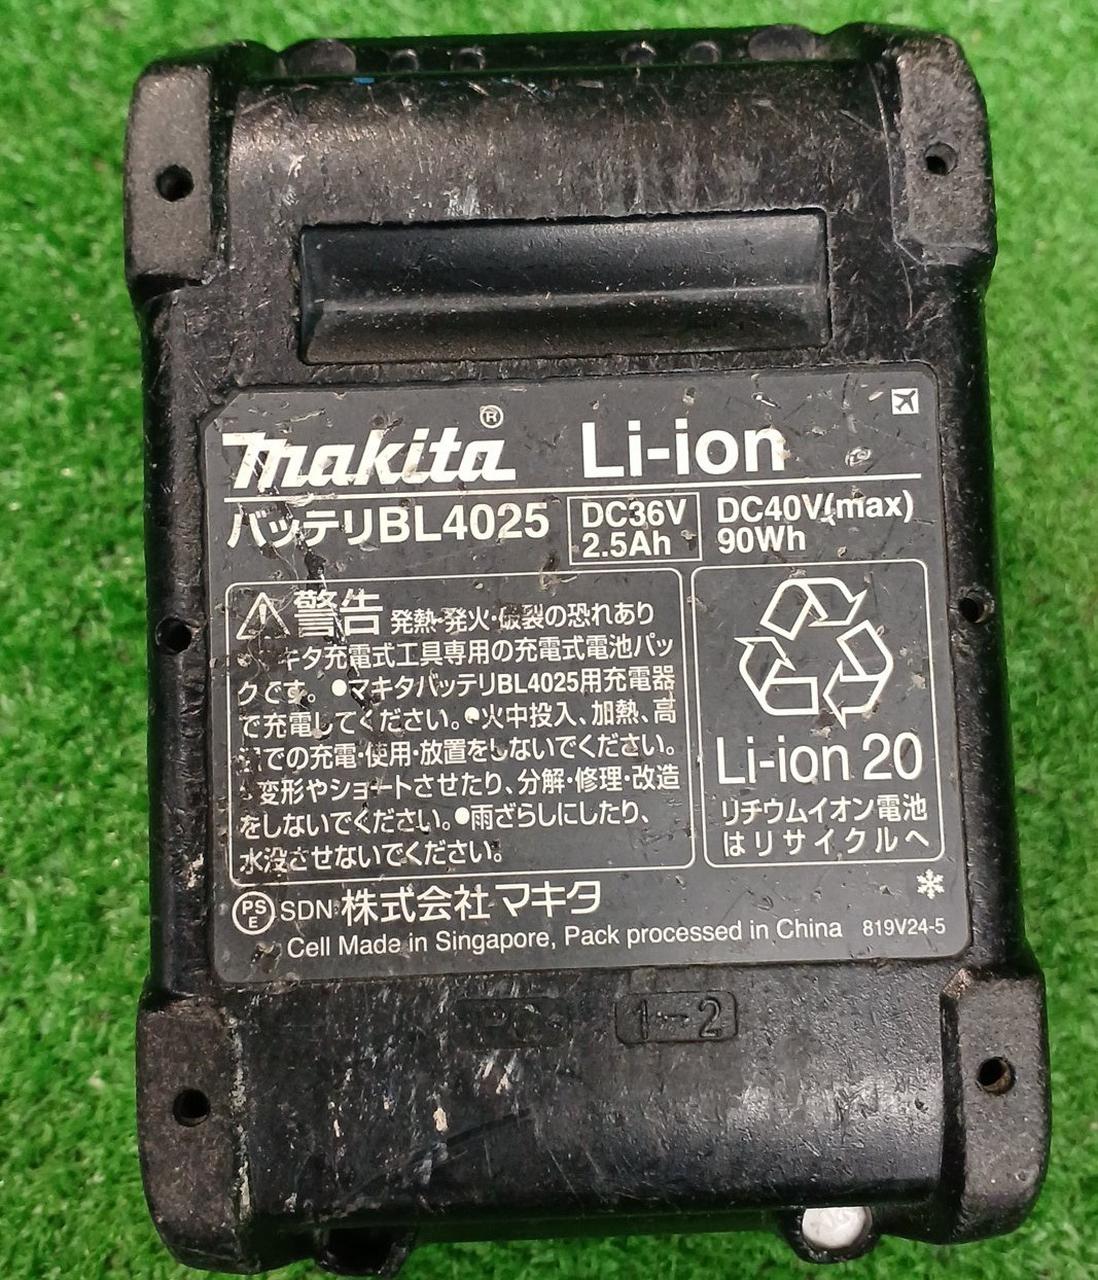 makita® Li-ion
バッテリBL4025
DC36V
2.5Ah
DC40V(max)
90Wh
警告 発熱・発火・破裂の恐れあり
キタ充電式工具専用の充電式電池パッ
クです。●マキタバッテリBL4025用充電器
で充電してください。●火中投入、加熱、高
での充電・使用・放置をしないでください。
変形やショートさせたり、分解・修理・改造
をしないでください。●雨ざらしにしたり、
水没させないでください。
Li-ion 20
リチウムイオン電池
はリサイクルへ
PSE SDN 株式会社マキタ
Cell Made in Singapore, Pack processed in China 819V24-5
1-2